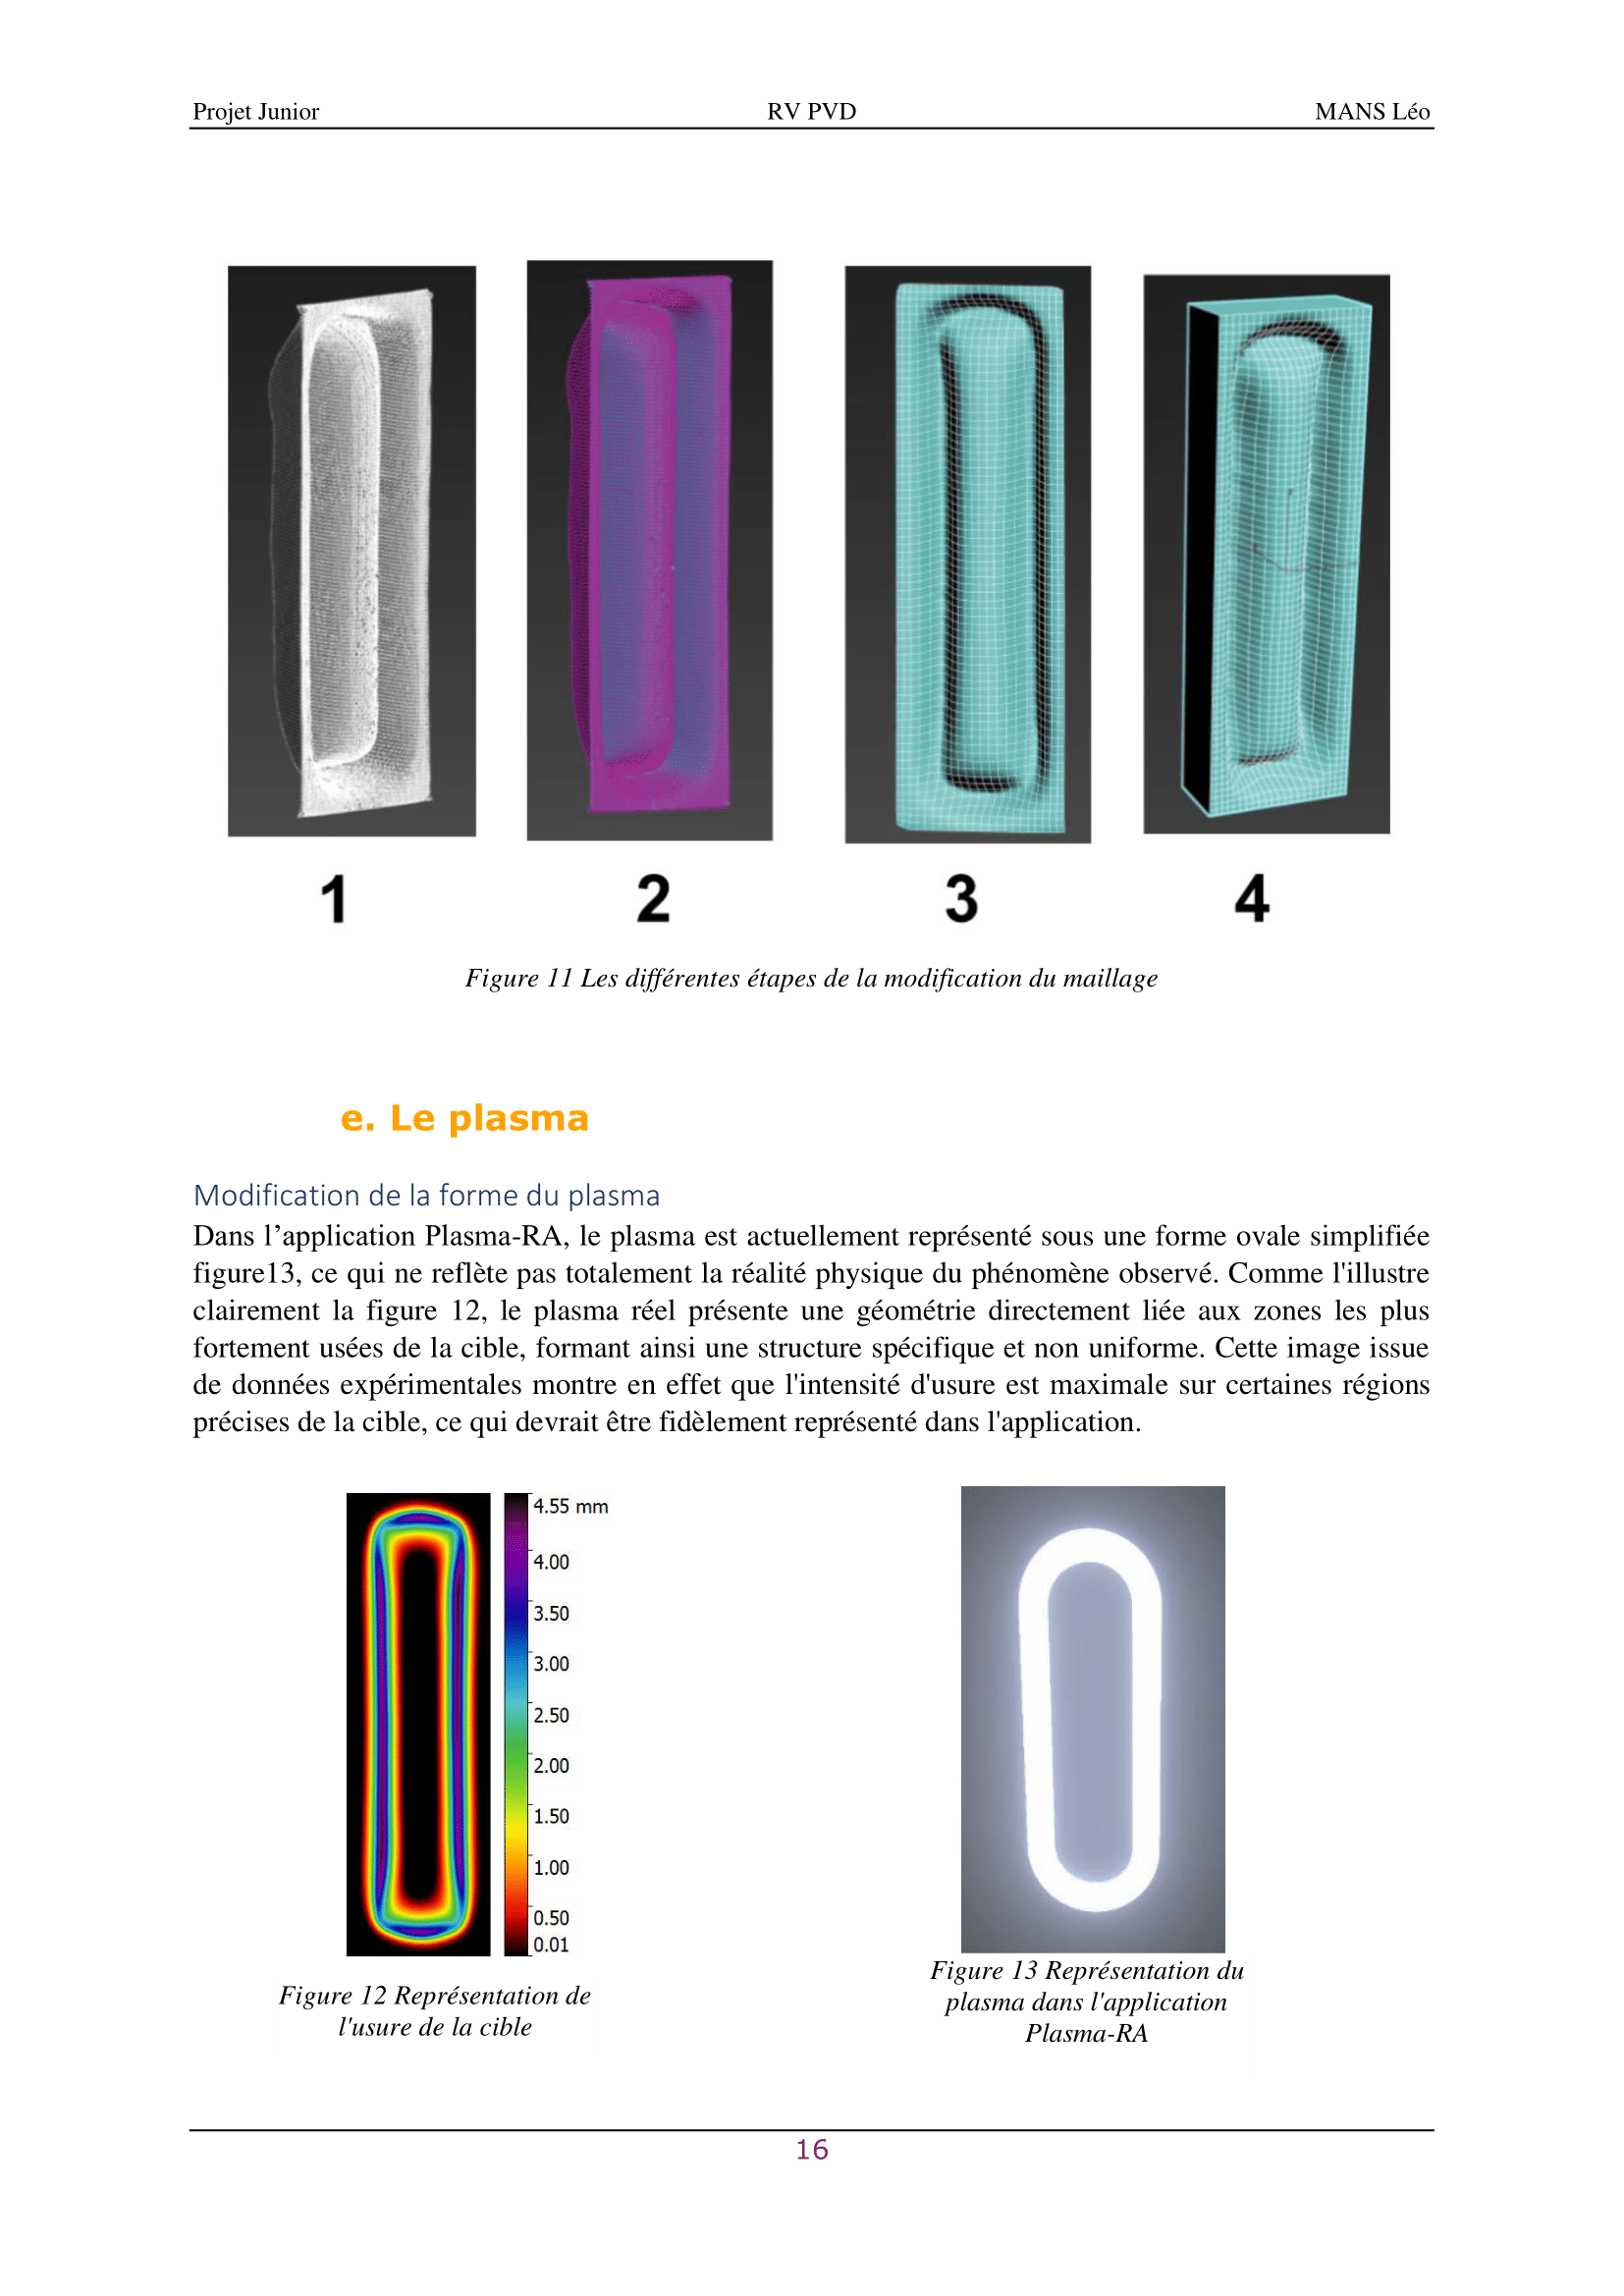 Projet Junior RV PVD MANS Léo
1 2 3 4
Figure 11 Les différentes étapes de la modification du maillage
e. Le plasma
Modification de la forme du plasma
Dans l’application Plasma-RA, le plasma est actuellement représenté sous une forme ovale simplifiée
figure13, ce qui ne reflète pas totalement la réalité physique du phénomène observé. Comme l'illustre
clairement la figure 12, le plasma réel présente une géométrie directement liée aux zones les plus
fortement usées de la cible, formant ainsi une structure spécifique et non uniforme. Cette image issue
de données expérimentales montre en effet que l'intensité d'usure est maximale sur certaines régions
précises de la cible, ce qui devrait être fidèlement représenté dans l'application.
4.55 mm
4.00
3.50
3.00
2.50
2.00
1.50
1.00
0.50
0.01
Figure 12 Représentation de
l'usure de la cible
Figure 13 Représentation du
plasma dans l'application
Plasma-RA
16